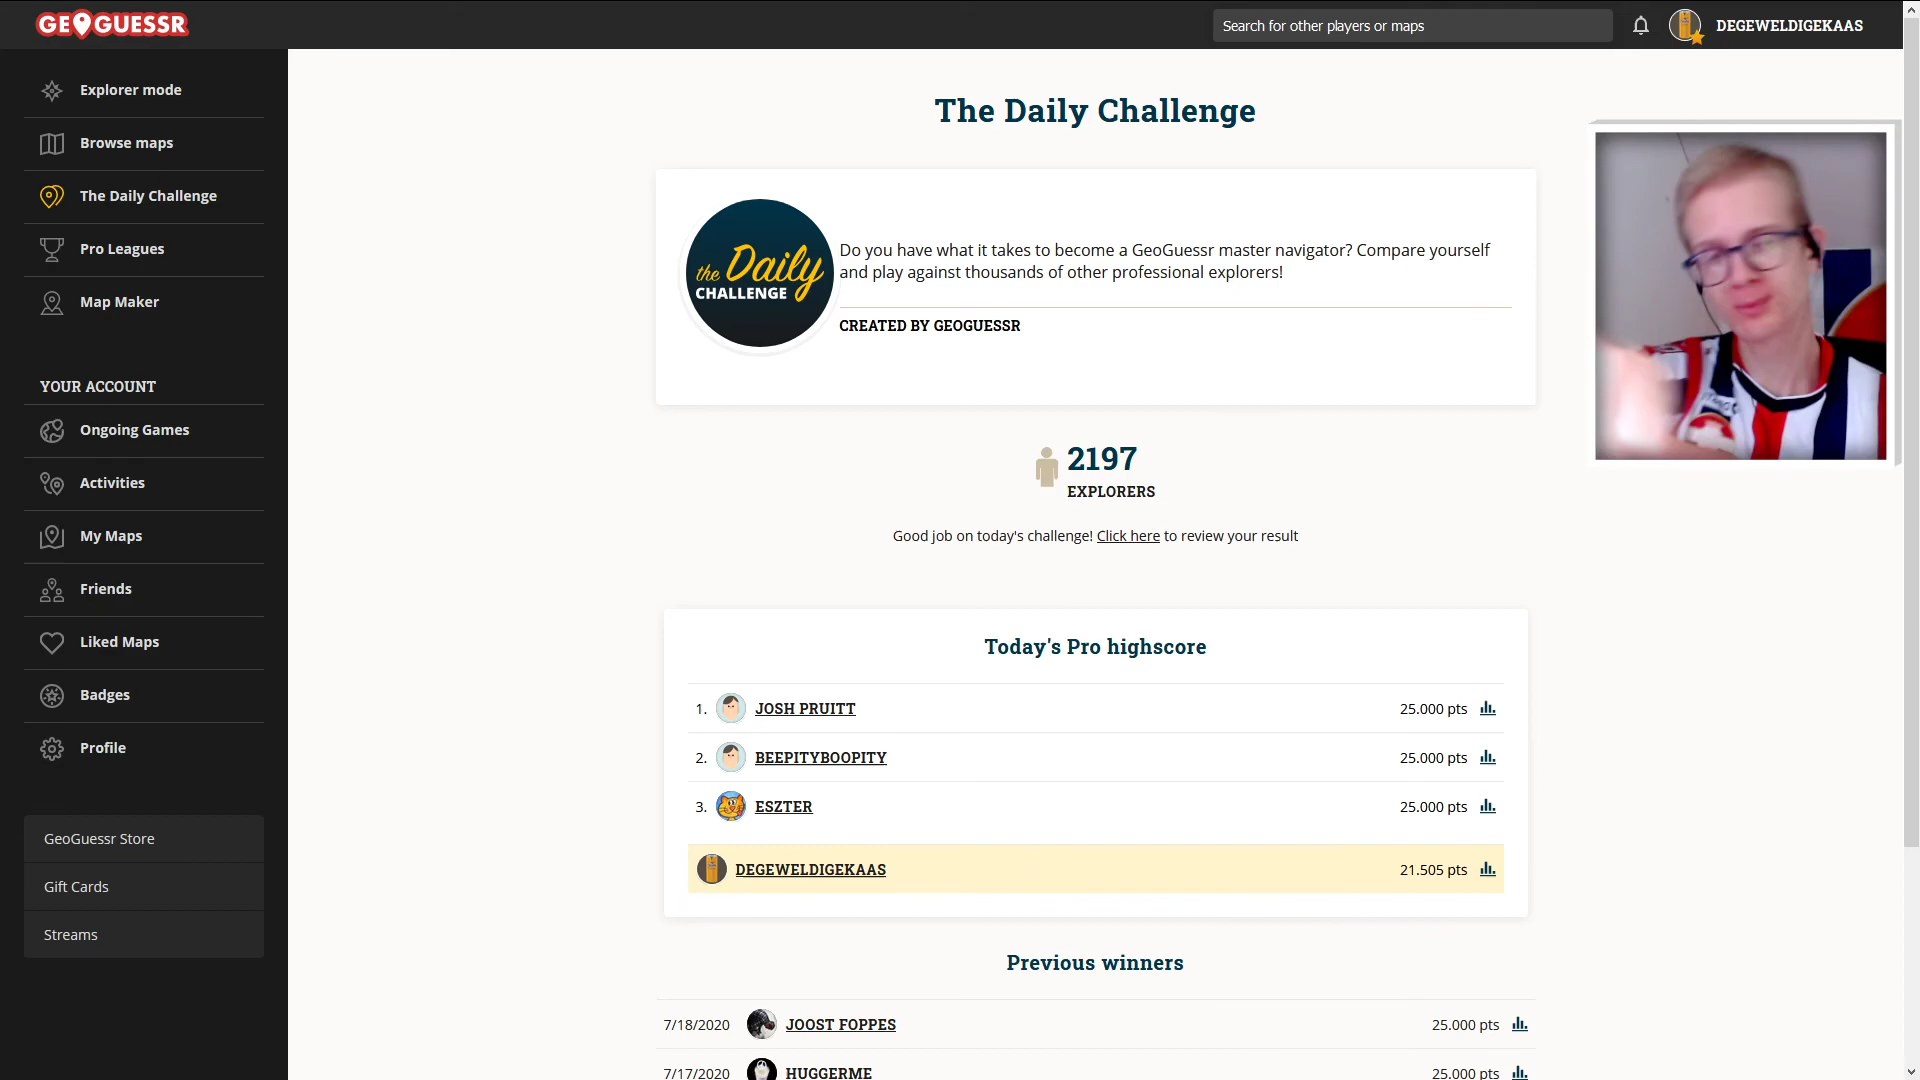 GEOGUESSR
Search for other players or maps
DEGEWELDIGEKAAS
Explorer mode
Browse maps
The Daily Challenge
Pro Leagues
Map Maker
YOUR ACCOUNT
Ongoing Games
Activities
My Maps
Friends
Liked Maps
Badges
Profile
GeoGuessr Store
Gift Cards
Streams
The Daily Challenge
the Daily
CHALLENGE
Do you have what it takes to become a GeoGuessr master navigator? Compare yourself
and play against thousands of other professional explorers!
CREATED BY GEOGUESSR
2197
EXPLORERS
Good job on today's challenge! Click here to review your result
Today's Pro highscore
1. JOSH PRUITT 25.000 pts
2. BEEPITYBOOPITY 25.000 pts
3. ESZTER 25.000 pts
DEGEWELDIGEKAAS 21.505 pts
Previous winners
7/18/2020 JOOST FOPPES 25.000 pts
7/17/2020 HUGGERME 25.000 pts